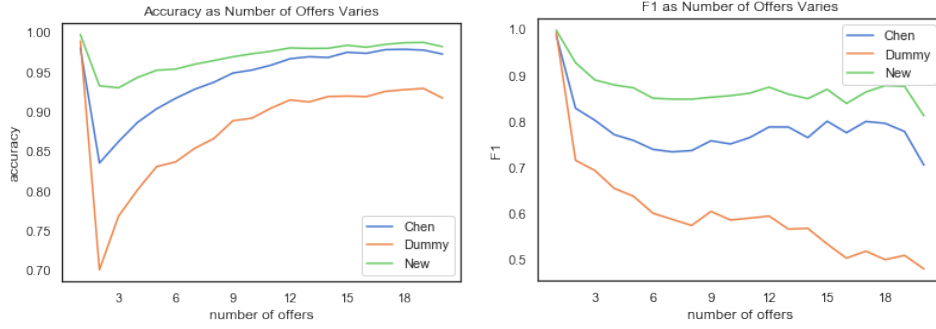 Accuracy as Number of Offers Varies
1.00
0.95
0.90
0.85
0.80
0.75
0.70
accuracy
3 6 9 12 15 18
number of offers
Chen
Dummy
New
F1 as Number of Offers Varies
1.0
0.9
0.8
0.7
0.6
0.5
F1
3 6 9 12 15 18
number of offers
Chen
Dummy
New